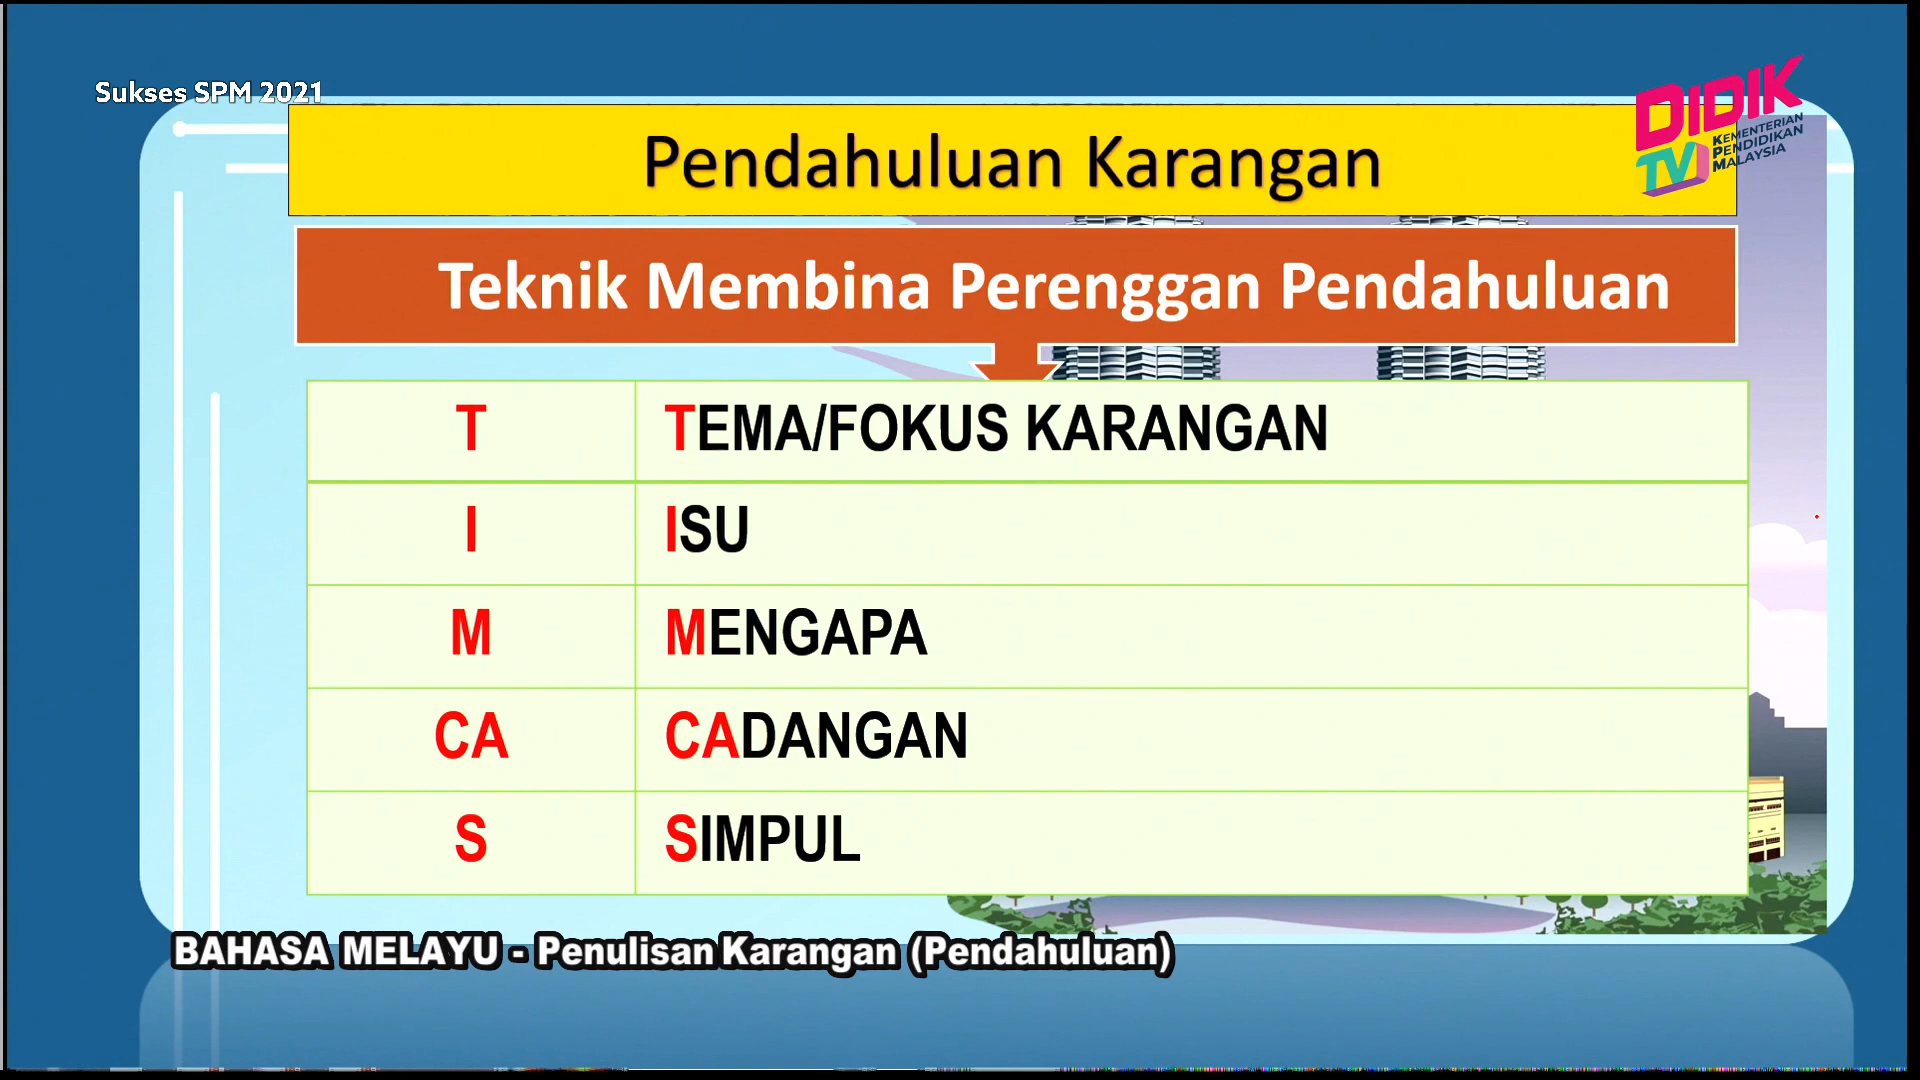 Sukses SPM 2021
DIDIK
TV
KEMENTERIAN
PENDIDIKAN
MALAYSIA
Pendahuluan Karangan
Teknik Membina Perenggan Pendahuluan
T TEMA/FOKUS KARANGAN
I ISU
M MENGAPA
CA CADANGAN
S SIMPUL
BAHASA MELAYU - Penulisan Karangan (Pendahuluan)